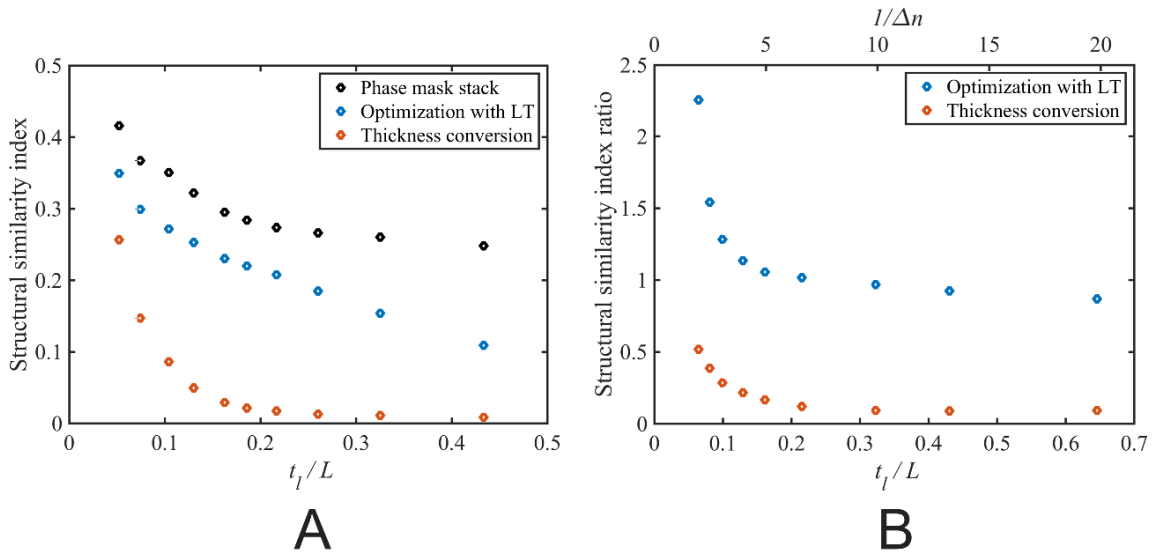 0.5
0.4
0.3
0.2
0.1
0
Structural similarity index
Phase mask stack
Optimization with LT
Thickness conversion
0 0.1 0.2 0.3 0.4 0.5
t_l / L
A
1/Δn
0 5 10 15 20
2.5
2
1.5
1
0.5
0
Structural similarity index ratio
Optimization with LT
Thickness conversion
0 0.1 0.2 0.3 0.4 0.5 0.6 0.7
t_l / L
B